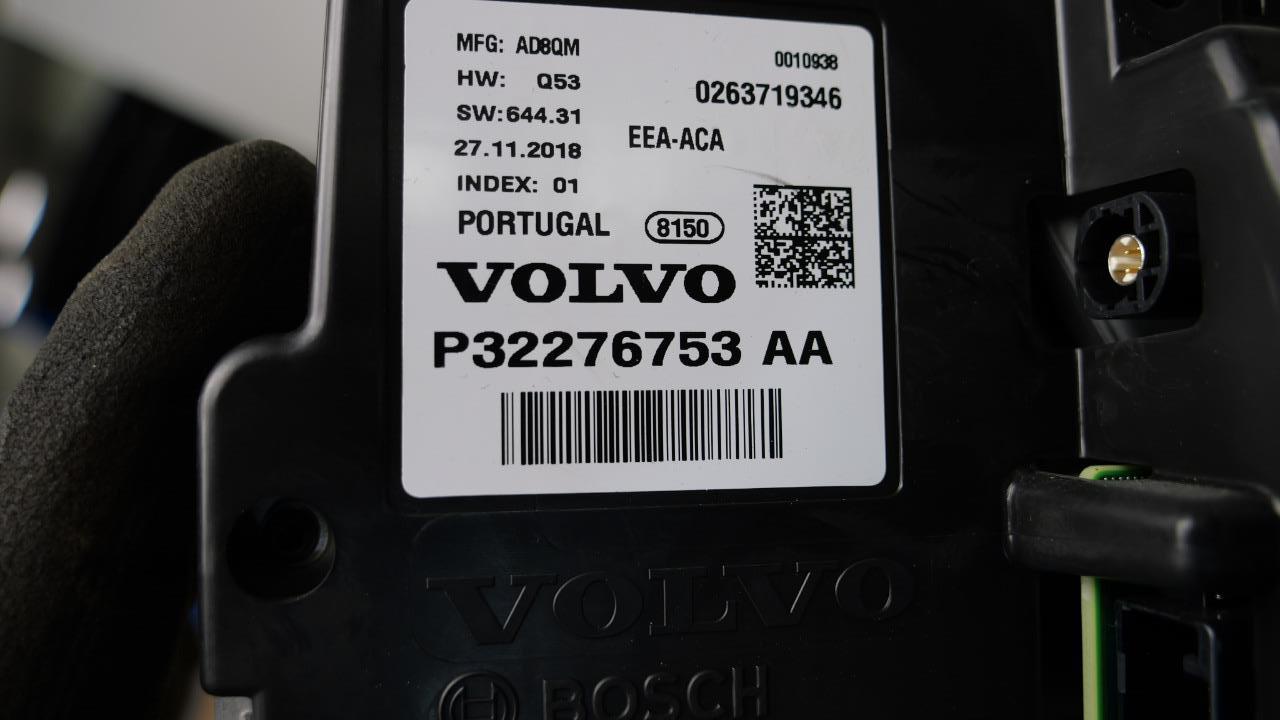 MFG: AD8QM
0010938
HW: Q53
0263719346
SW:644.31
EEA-ACA
27.11.2018
INDEX: 01
PORTUGAL 8150
VOLVO
P32276753 AA
VOLVO
BOSCH